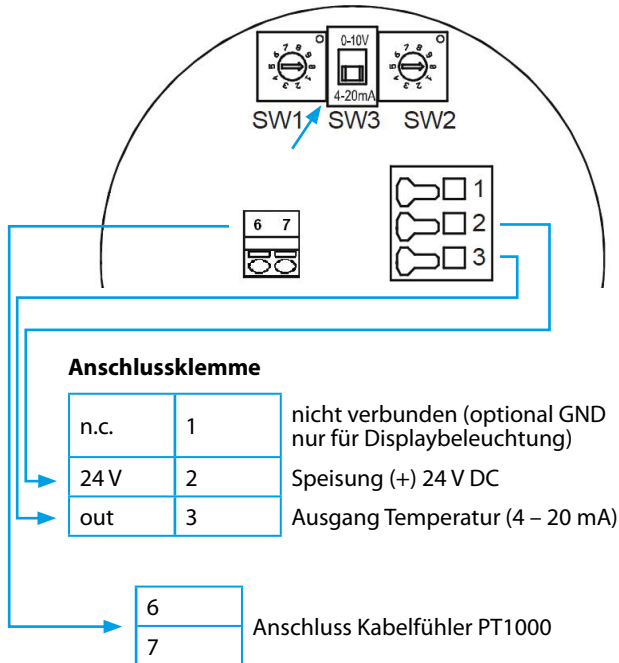 0-10V
4-20mA
SW1 SW3 SW2
6 7
1
2
3
Anschlussklemme
n.c. 1 nicht verbunden (optional GND
nur für Displaybeleuchtung)
24 V 2 Speisung (+) 24 V DC
out 3 Ausgang Temperatur (4 – 20 mA)
6
7
Anschluss Kabelfühler PT1000